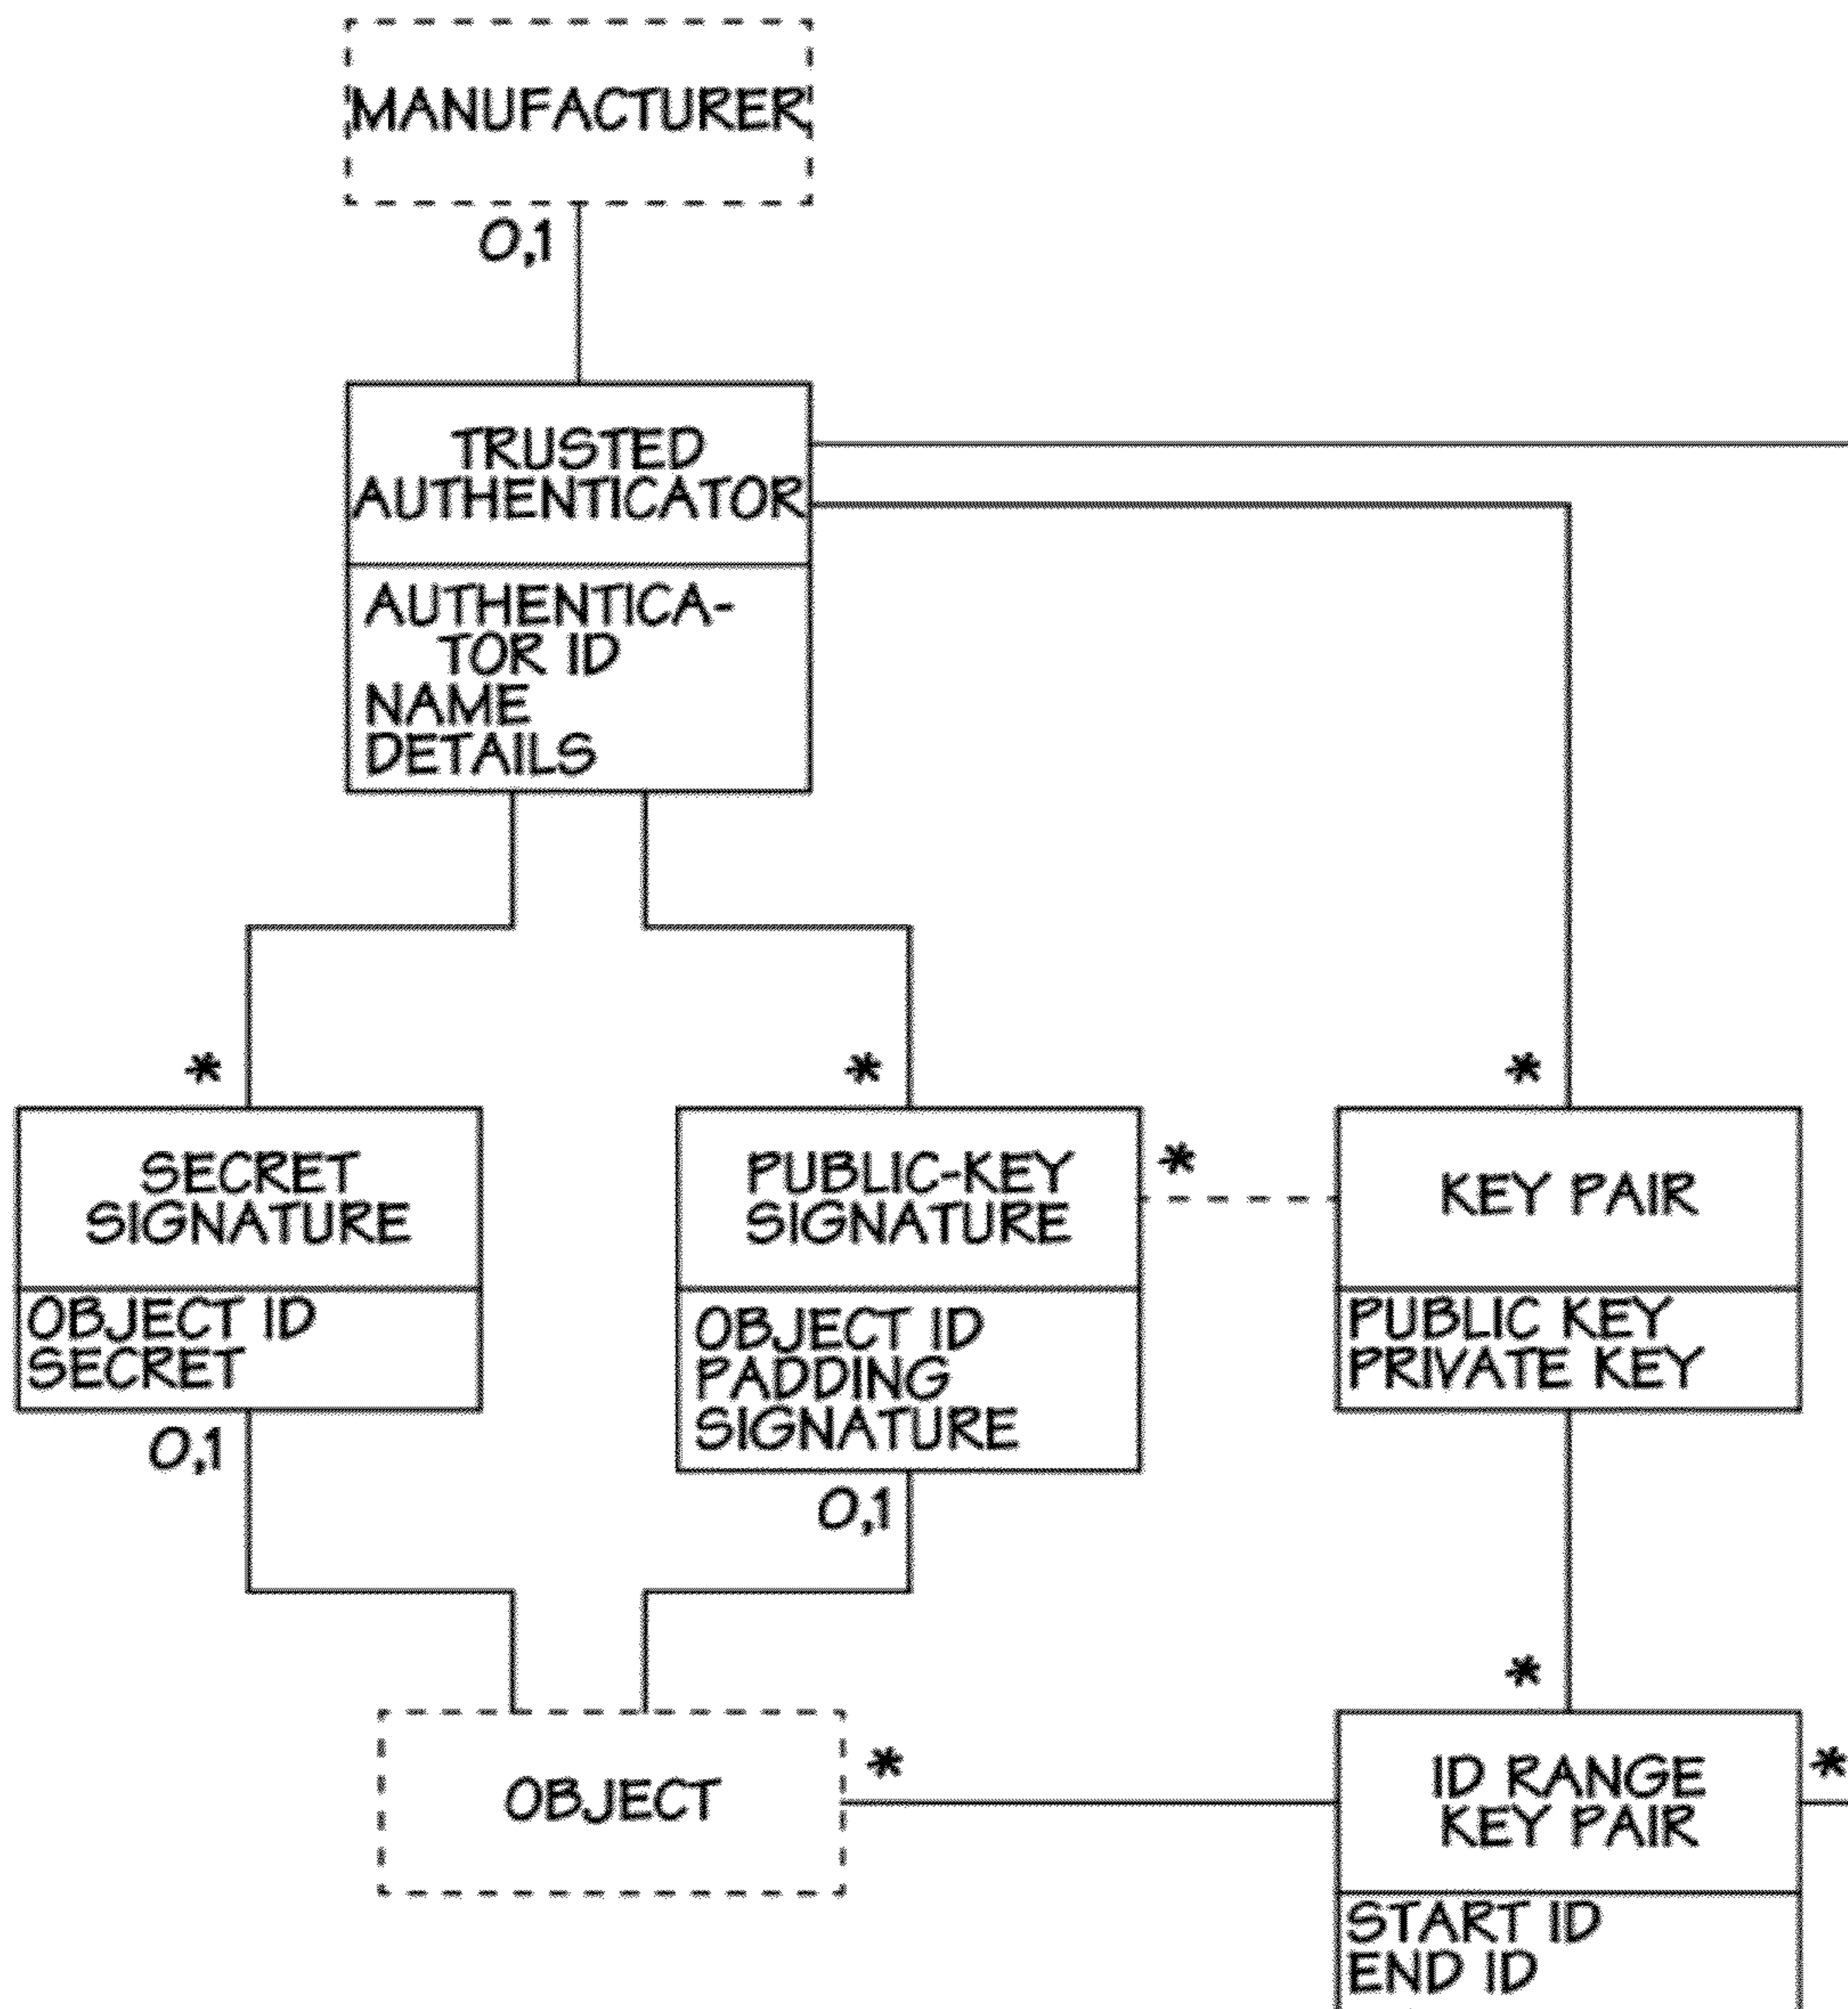 MANUFACTURER
0,1
TRUSTED
AUTHENTICATOR
AUTHENTICA-
TOR ID
NAME
DETAILS
*
*
*
SECRET
SIGNATURE
OBJECT ID
SECRET
0,1
PUBLIC-KEY
SIGNATURE
*
OBJECT ID
PADDING
SIGNATURE
0,1
KEY PAIR
PUBLIC KEY
PRIVATE KEY
*
OBJECT
*
ID RANGE
KEY PAIR
*
START ID
END ID